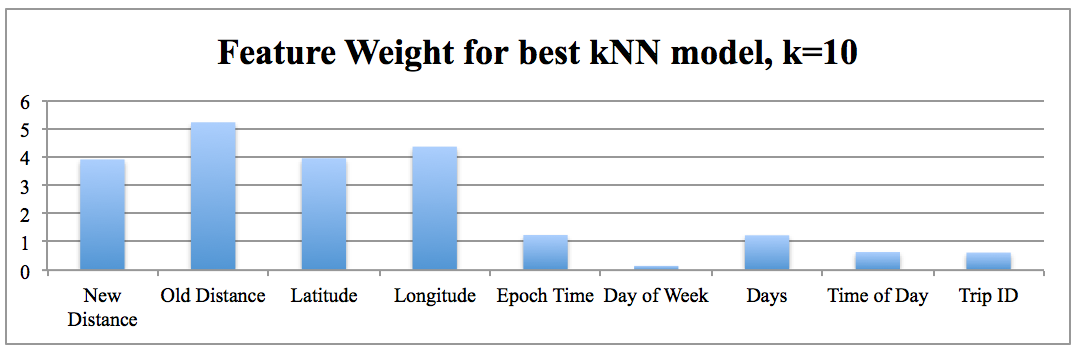 Feature Weight for best kNN model, k=10
6
5
4
3
2
1
0
New Distance
Old Distance
Latitude
Longitude
Epoch Time
Day of Week
Days
Time of Day
Trip ID